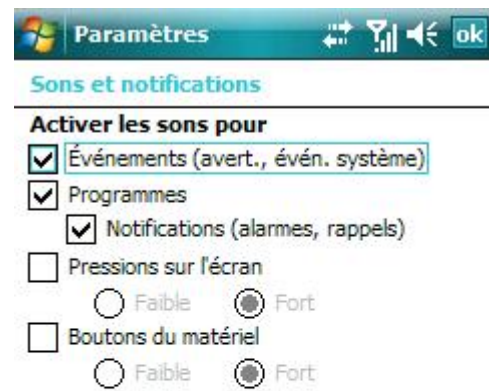 Paramètres ok
Sons et notifications
Activer les sons pour
Événements (avert., évén. système)
Programmes
Notifications (alarmes, rappels)
Pressions sur l'écran
Faible Fort
Boutons du matériel
Faible Fort